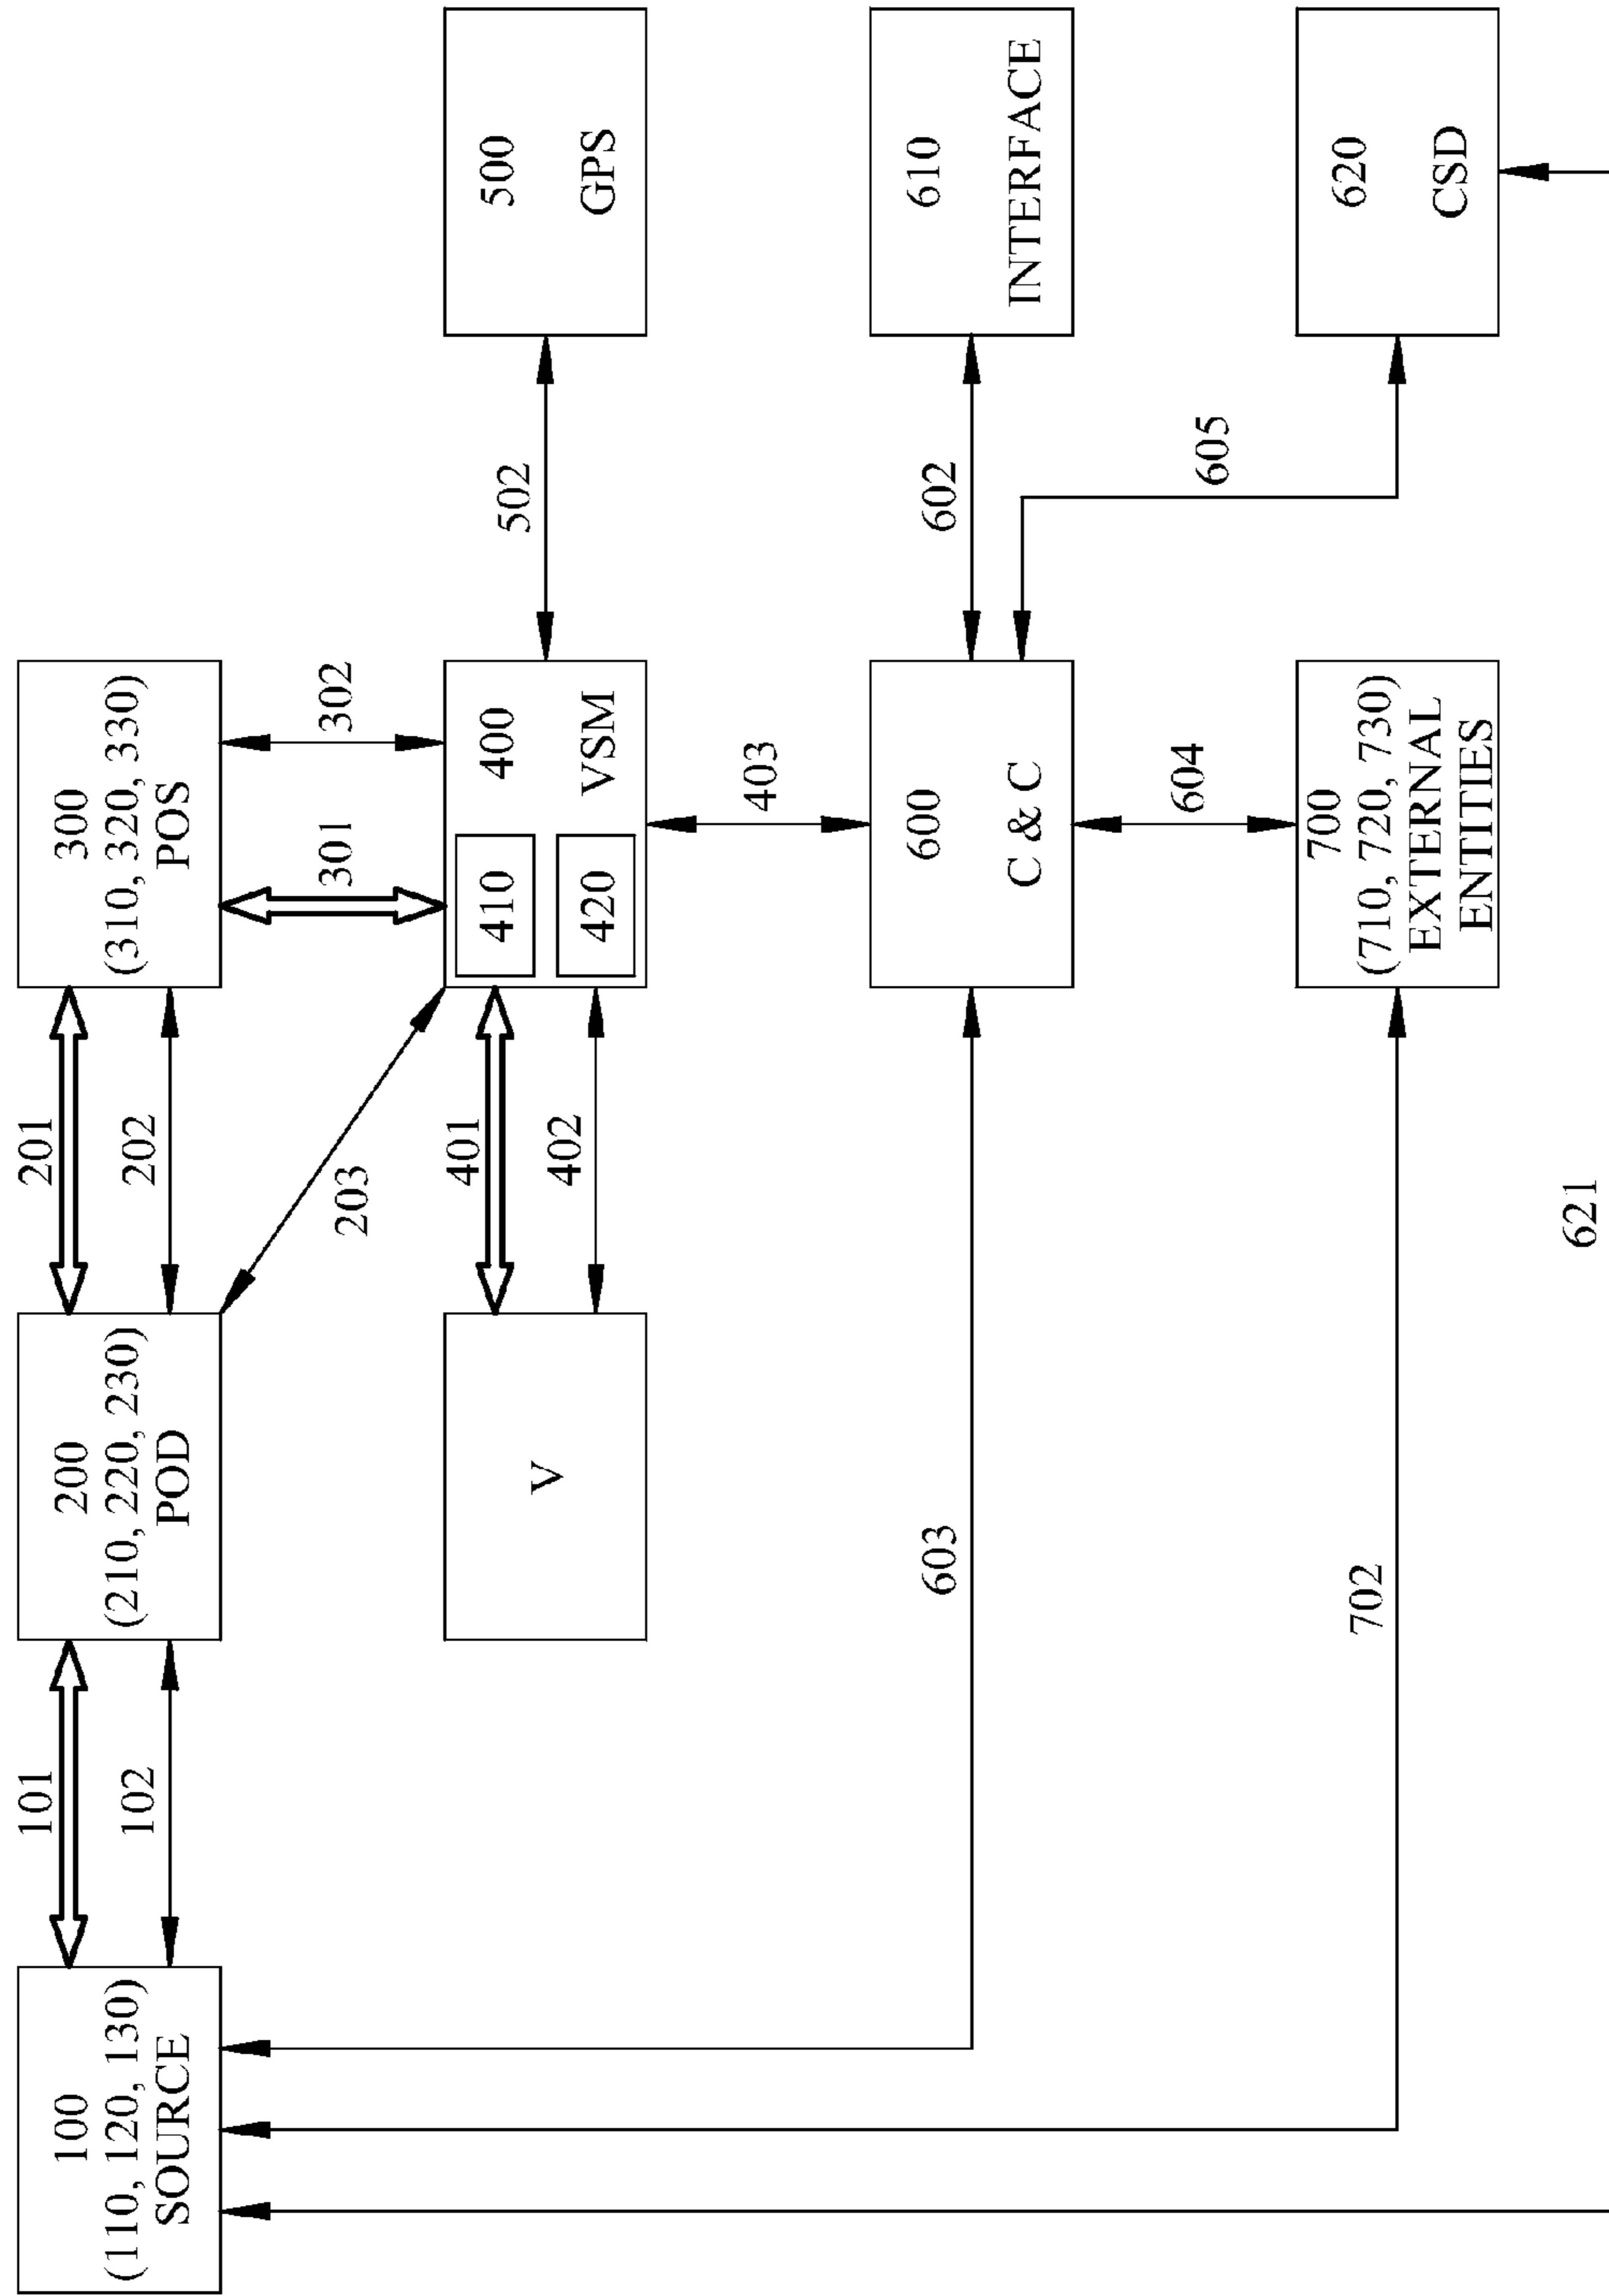 100
(110, 120, 130)
SOURCE
101
102
200
(210, 220, 230)
POD
201
202
203
300
(310, 320, 330)
POS
301
302
V
401
402
410
420
400
VSM
502
500
GPS
403
603
600
C & C
602
610
INTERFACE
605
604
702
700
(710, 720, 730)
EXTERNAL
ENTITIES
620
CSD
621